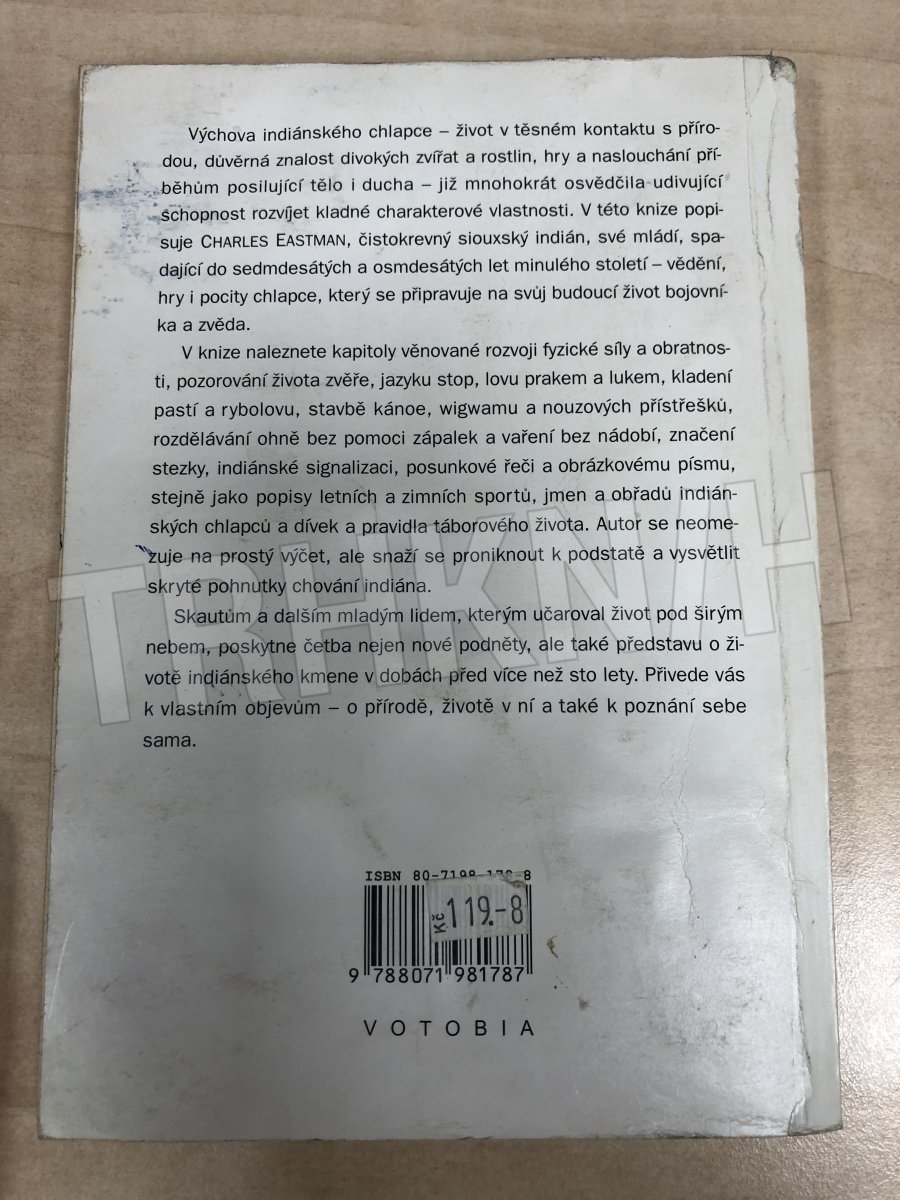 Výchova indiánského chlapce – život v těsném kontaktu s příro-
dou, důvěrná znalost divokých zvířat a rostlin, hry a naslouchání pří-
běhům posilující tělo i ducha – již mnohokrát osvědčila udivující
schopnost rozvíjet kladné charakterové vlastnosti. V této knize popi-
suje CHARLES EASTMAN, čistokrevný siouxský indián, své mládí, spa-
dající do sedmdesátých a osmdesátých let minulého století – vědění,
hry i pocity chlapce, který se připravuje na svůj budoucí život bojovní-
ka a zvěda.
V knize naleznete kapitoly věnované rozvoji fyzické síly a obratnos-
ti, pozorování života zvěře, jazyku stop, lovu prakem a lukem, kladení
pastí a rybolovu, stavbě kánoe, wigwamu a nouzových přístřešků,
rozdělávání ohně bez pomoci zápalek a vaření bez nádobí, značení
stezky, indiánské signalizaci, posunkové řeči a obrázkovému písmu,
stejně jako popisy letních a zimních sportů, jmen a obřadů indián-
ských chlapců a dívek a pravidla táborového života. Autor se neome-
zuje na prostý výčet, ale snaží se proniknout k podstatě a vysvětlit
skryté pohnutky chování indiána.
Skautům a dalším mladým lidem, kterým učaroval život pod širým
nebem, poskytne četba nejen nové podněty, ale také představu o ži-
votě indiánského kmene v dobách před více než sto lety. Přivede vás
k vlastním objevům – o přírodě, životě v ní a také k poznání sebe
sama.
ISBN 80-7198-178-8
Kč 119.-8
9 788071 981787
VOTOBIA
TRHKNIH